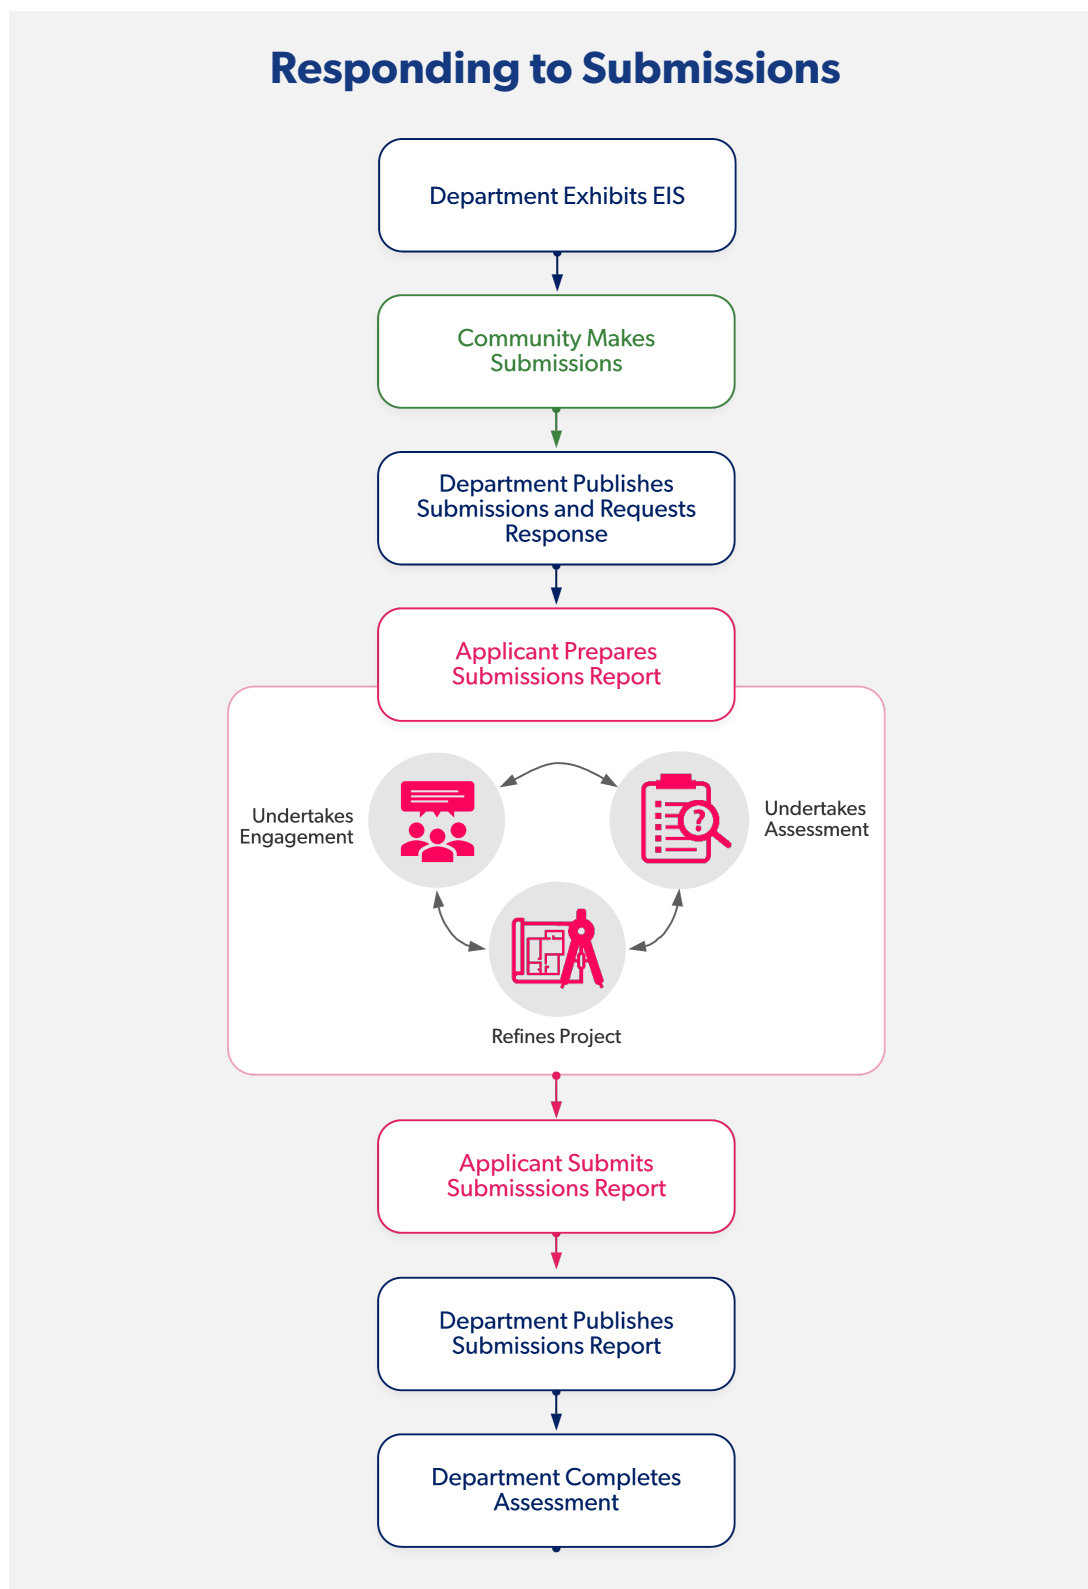 Responding to Submissions
Department Exhibits EIS
Community Makes
Submissions
Department Publishes
Submissions and Requests
Response
Applicant Prepares
Submissions Report
Undertakes
Engagement
Undertakes
Assessment
?
Refines Project
Applicant Submits
Submisssions Report
Department Publishes
Submissions Report
Department Completes
Assessment